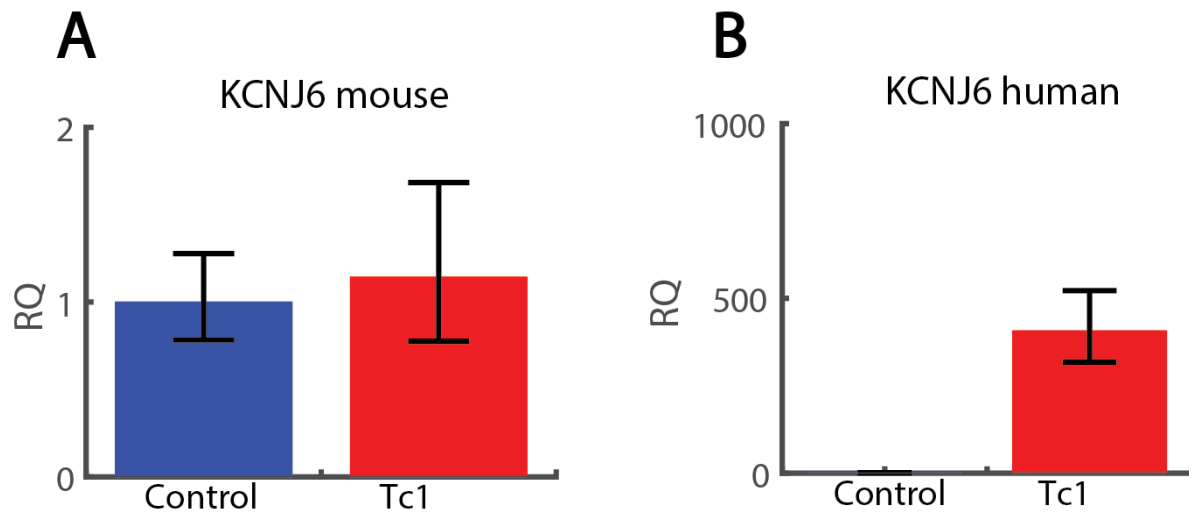 A
KCNJ6 mouse
2
1
0
RQ
Control
Tc1
B
KCNJ6 human
1000
500
0
RQ
Control
Tc1